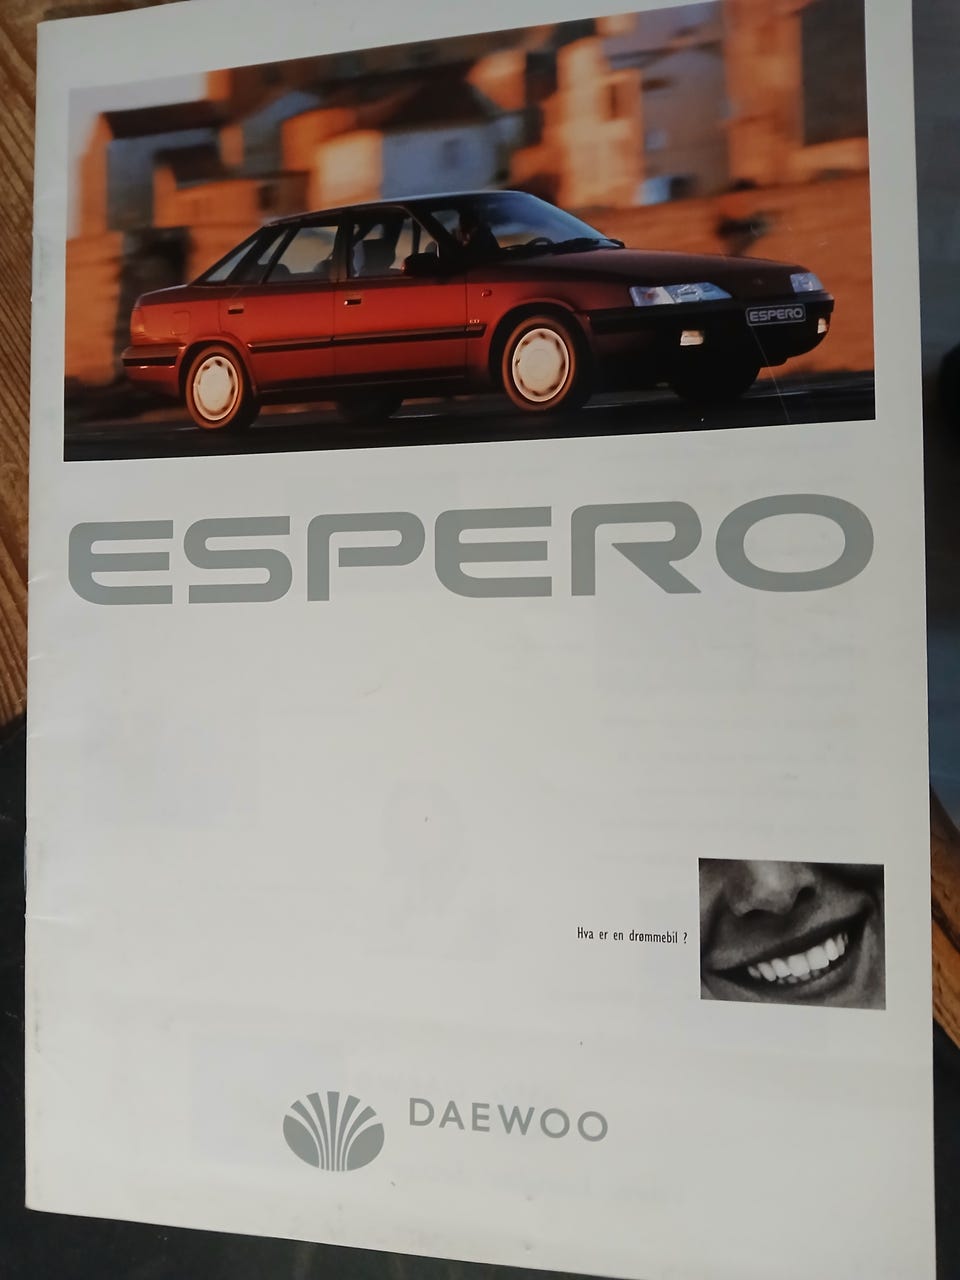 ESPERO
ESPERO
Hva er en drømmebil ?
DAEWOO